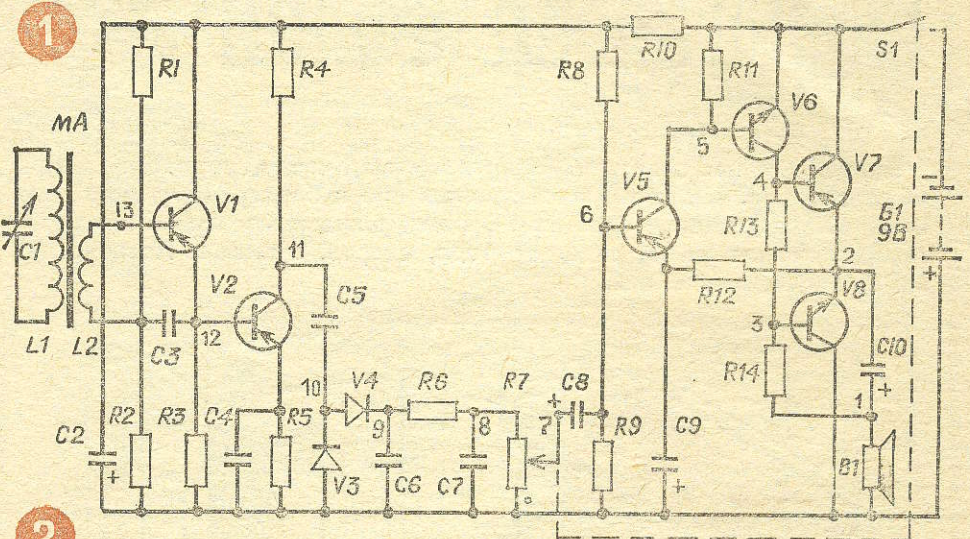 1
R1
R4
R8
R10
R11
S1
MA
V6
5
V7
4
V5
Б1
9В
13
V1
6
R13
C1
11
2
V2
C5
R12
V8
12
3
L1
L2
C3
C10
10
V4
R6
R7
C8
R14
+
+
1
C2
R2
R3
C4
R5
9
8
7
R9
C9
B1
+
V3
C6
C7
+
-
+
2